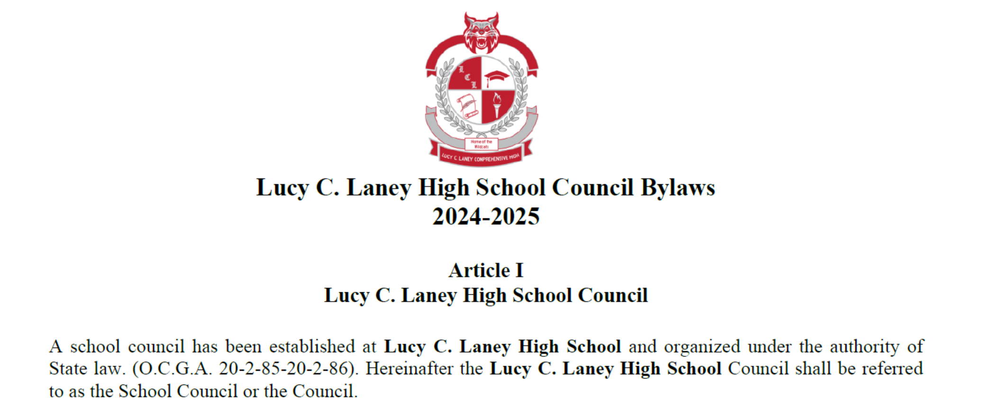 L
C
L
Home of the
Wildcats
LUCY C. LANEY COMPREHENSIVE HIGH
Lucy C. Laney High School Council Bylaws
2024-2025
Article I
Lucy C. Laney High School Council
A school council has been established at Lucy C. Laney High School and organized under the authority of
State law. (O.C.G.A. 20-2-85-20-2-86). Hereinafter the Lucy C. Laney High School Council shall be referred
to as the School Council or the Council.